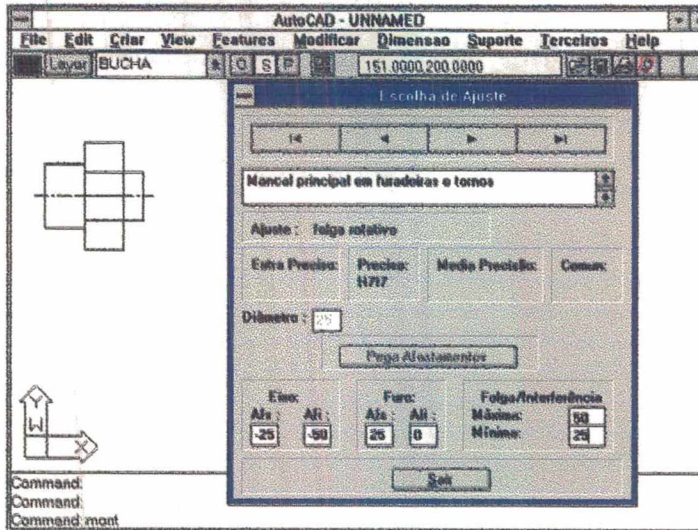 AutoCAD - UNNAMED
File Edit Criar View Features Modificar Dimensao Suporte Terceiros Help
Layer BUCHA O S P 151.0000,200.0000
Escolha de Ajuste
Mancal principal em furadeiras e tornos
Ajuste : folga rotativo
Extra Preciso: Preciso: Media Precisão: Comum:
H7f7
Diâmetro : 25
Pega Afastamentos
Eixo: Furo: Folga/Interferência
Afs : Afi : Afs : Afi : Máxima: 50
-25 -50 25 0 Mínima: 25
Sair
Y
W
X
Command:
Command:
Command: mont